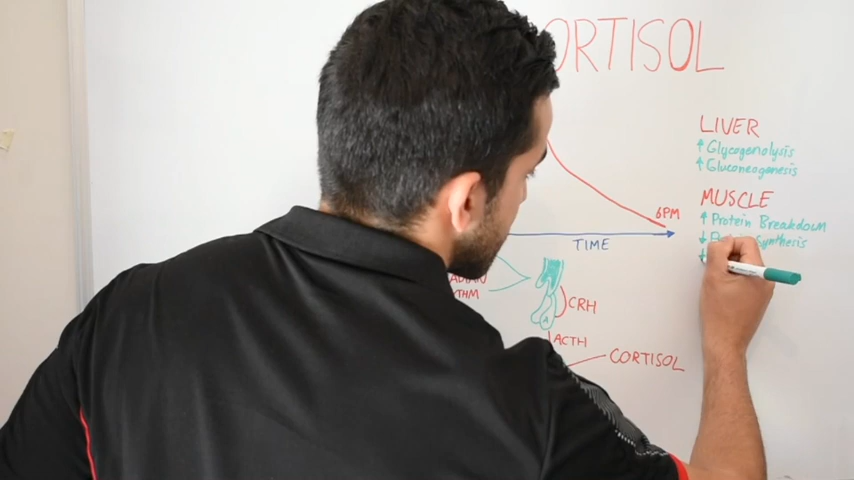 ORTISOL
LIVER
↑ Glycogenolysis
↑ Gluconeogenesis
MUSCLE
↑ Protein Breakdown
↓ Synthesis
6PM
TIME
CRH
A
ACTH
CORTISOL